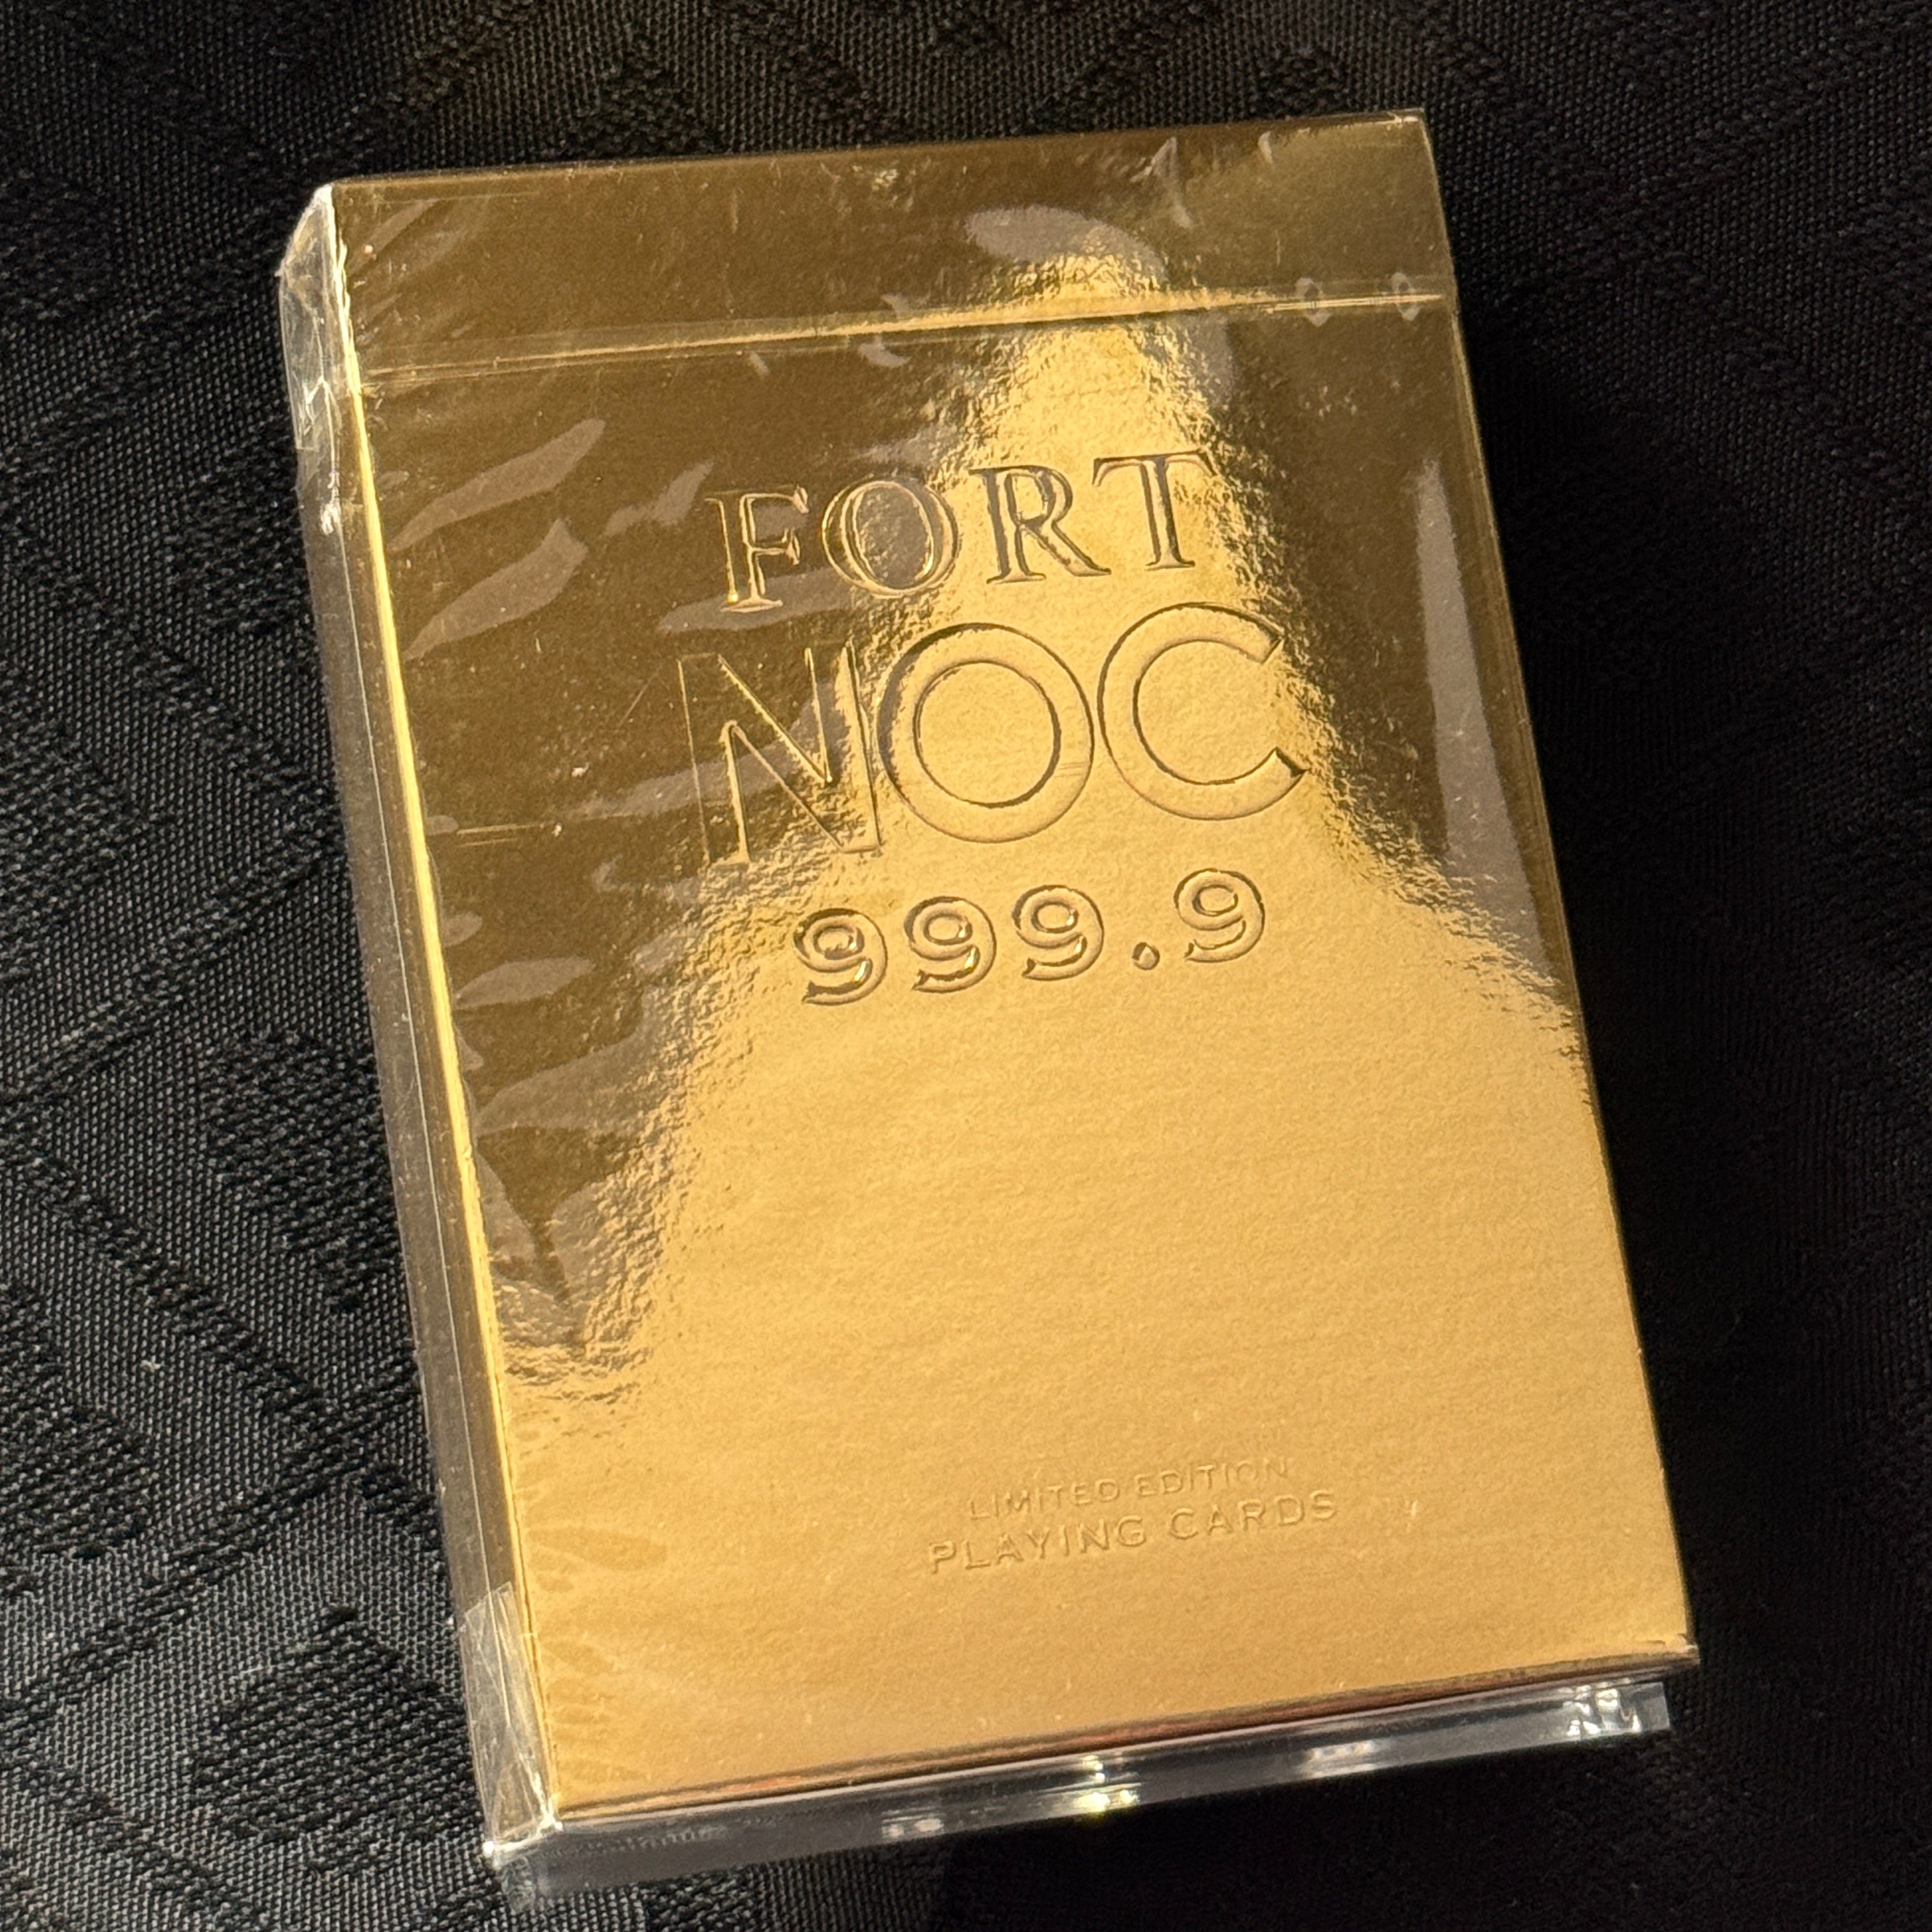 FORT
NOC
999.9
LIMITED EDITION
PLAYING CARDS